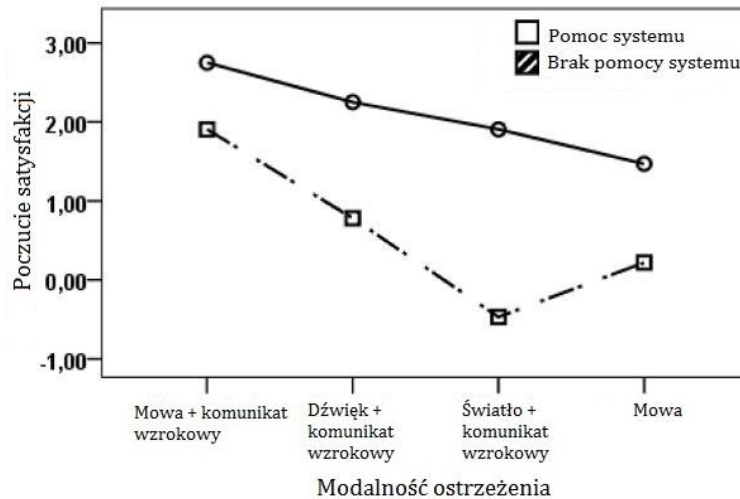 Poczucie satysfakcji
3,00
2,00
1,00
0,00
-1,00
Pomoc systemu
Brak pomocy systemu
Mowa + komunikat
wzrokowy
Dźwięk +
komunikat
wzrokowy
Światło +
komunikat
wzrokowy
Mowa
Modalność ostrzeżenia